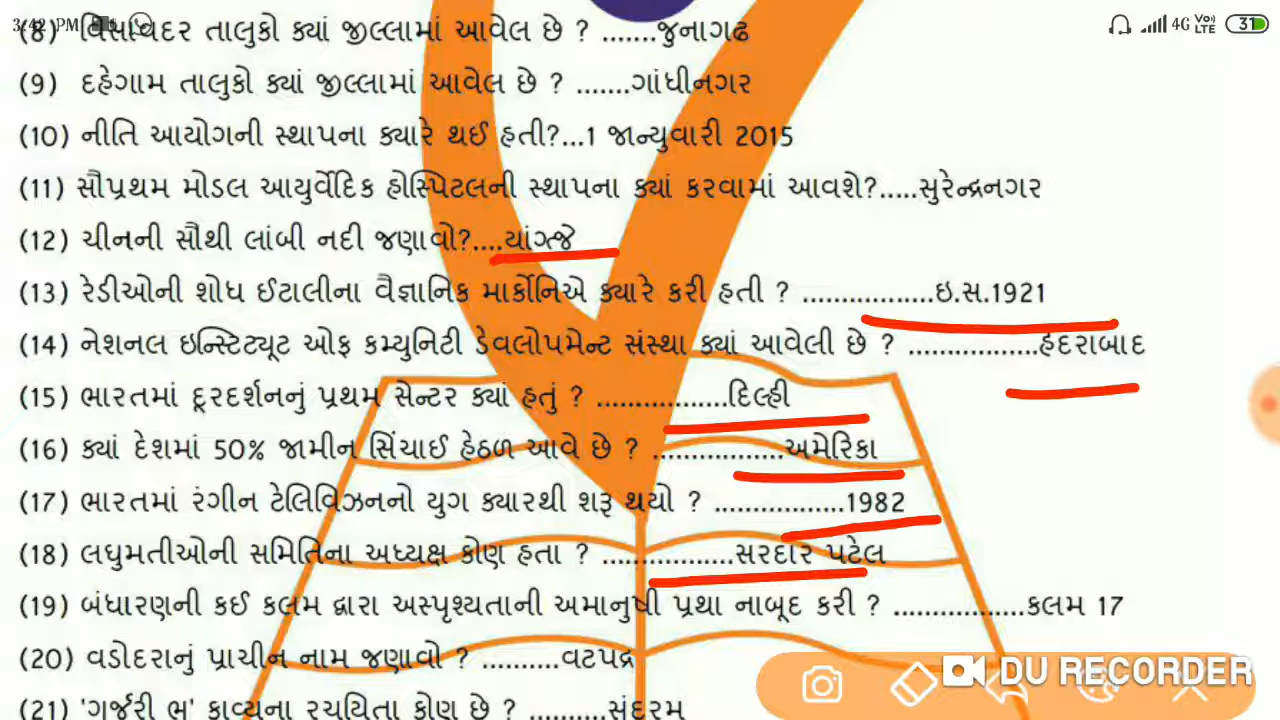 3:42 PM 4G Vo) LTE 31
(8) વિસાવદર તાલુકો ક્યાં જીલ્લામાં આવેલ છે ? .......જુનાગઢ
(9) દહેગામ તાલુકો ક્યાં જીલ્લામાં આવેલ છે ? .......ગાંધીનગર
(10) નીતિ આયોગની સ્થાપના ક્યારે થઈ હતી?...1 જાન્યુવારી 2015
(11) સૌપ્રથમ મોડલ આયુર્વેદિક હોસ્પિટલની સ્થાપના ક્યાં કરવામાં આવશે?.....સુરેન્દ્રનગર
(12) ચીનની સૌથી લાંબી નદી જણાવો?....યાંગ્ત્જે
(13) રેડીઓની શોધ ઈટાલીના વૈજ્ઞાનિક માર્કોનિએ ક્યારે કરી હતી ? .................ઇ.સ.1921
(14) નેશનલ ઇન્સ્ટિટ્યૂટ ઓફ કમ્યુનિટી ડેવલોપમેન્ટ સંસ્થા ક્યાં આવેલી છે ? .................હૈદરાબાદ
(15) ભારતમાં દૂરદર્શનનું પ્રથમ સેન્ટર ક્યાં હતું ? .................દિલ્હી
(16) ક્યાં દેશમાં 50% જામીન સિંચાઈ હેઠળ આવે છે ? .................અમેરિકા
(17) ભારતમાં રંગીન ટેલિવિઝનનો યુગ ક્યારથી શરૂ થયો ? .................1982
(18) લઘુમતીઓની સમિતિના અધ્યક્ષ કોણ હતા ? .................સરદાર પટેલ
(19) બંધારણની કઈ કલમ દ્વારા અસ્પૃશ્યતાની અમાનુષી પ્રથા નાબૂદ કરી ? .................કલમ 17
(20) વડોદરાનું પ્રાચીન નામ જણાવો ? ..........વટપદ્ર
(21) 'ગુર્જરી ભૂ' કાવ્યના રચયિતા કોણ છે ? ..........સુંદરમ
DU RECORDER